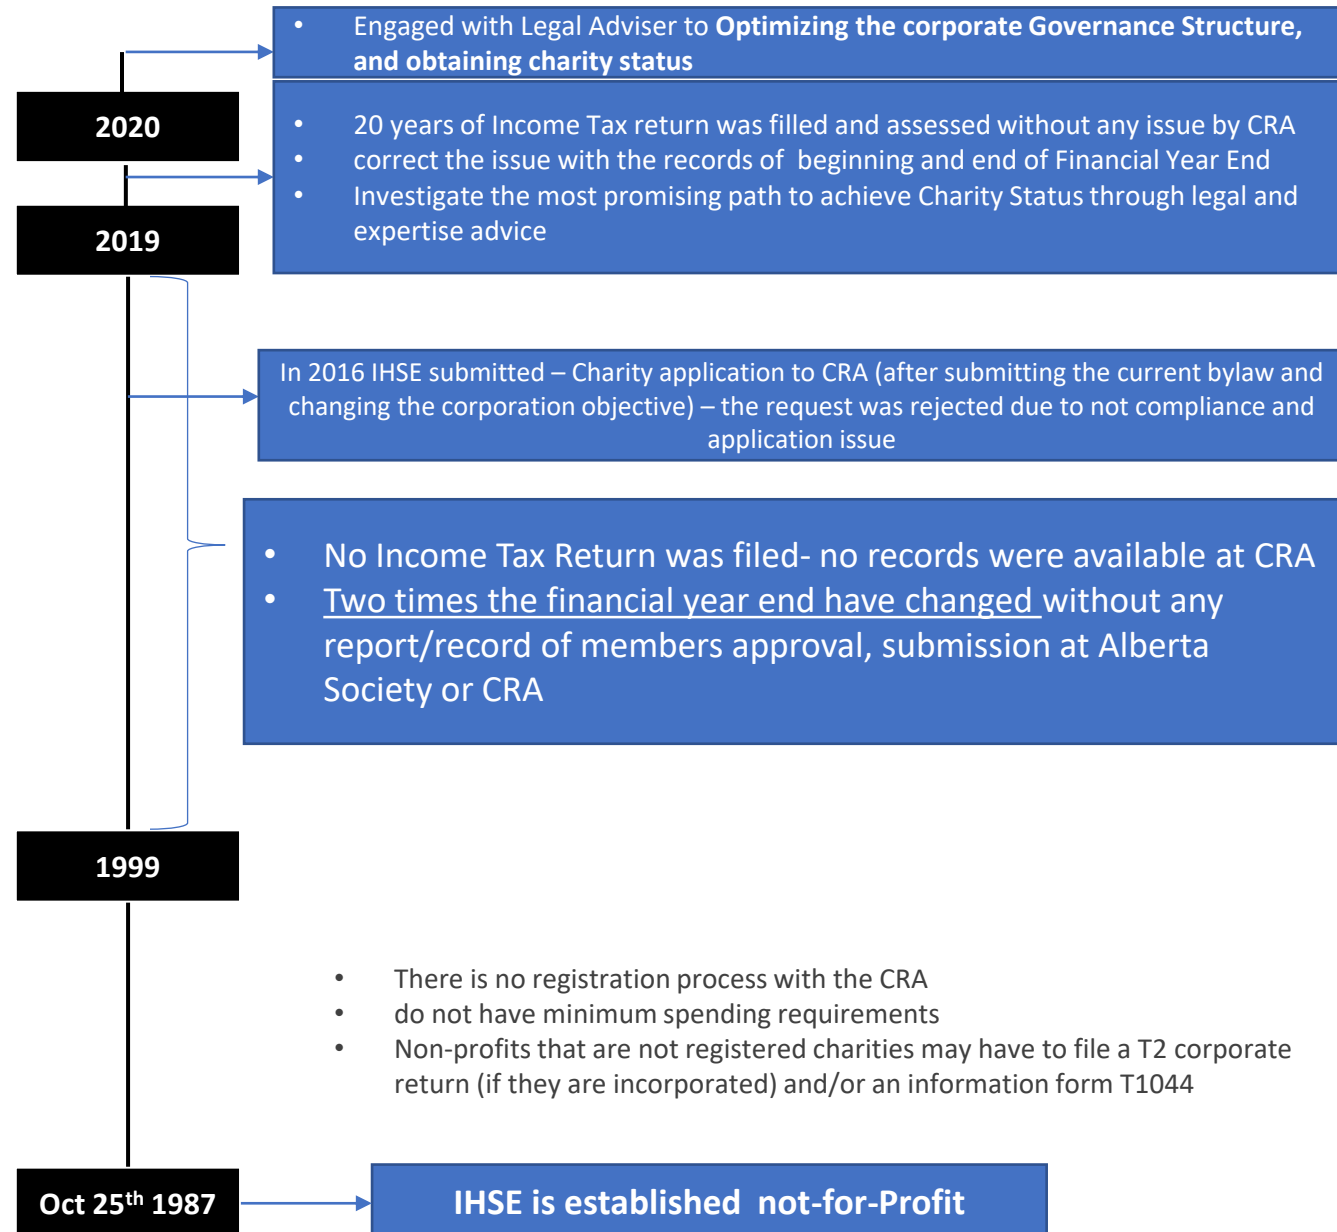 • Engaged with Legal Adviser to Optimizing the corporate Governance Structure,
and obtaining charity status
2020
• 20 years of Income Tax return was filled and assessed without any issue by CRA
• correct the issue with the records of beginning and end of Financial Year End
• Investigate the most promising path to achieve Charity Status through legal and
expertise advice
2019
In 2016 IHSE submitted – Charity application to CRA (after submitting the current bylaw and
changing the corporation objective) – the request was rejected due to not compliance and
application issue
• No Income Tax Return was filed- no records were available at CRA
• Two times the financial year end have changed without any
report/record of members approval, submission at Alberta
Society or CRA
1999
• There is no registration process with the CRA
• do not have minimum spending requirements
• Non-profits that are not registered charities may have to file a T2 corporate
return (if they are incorporated) and/or an information form T1044
Oct 25th 1987
IHSE is established not-for-Profit